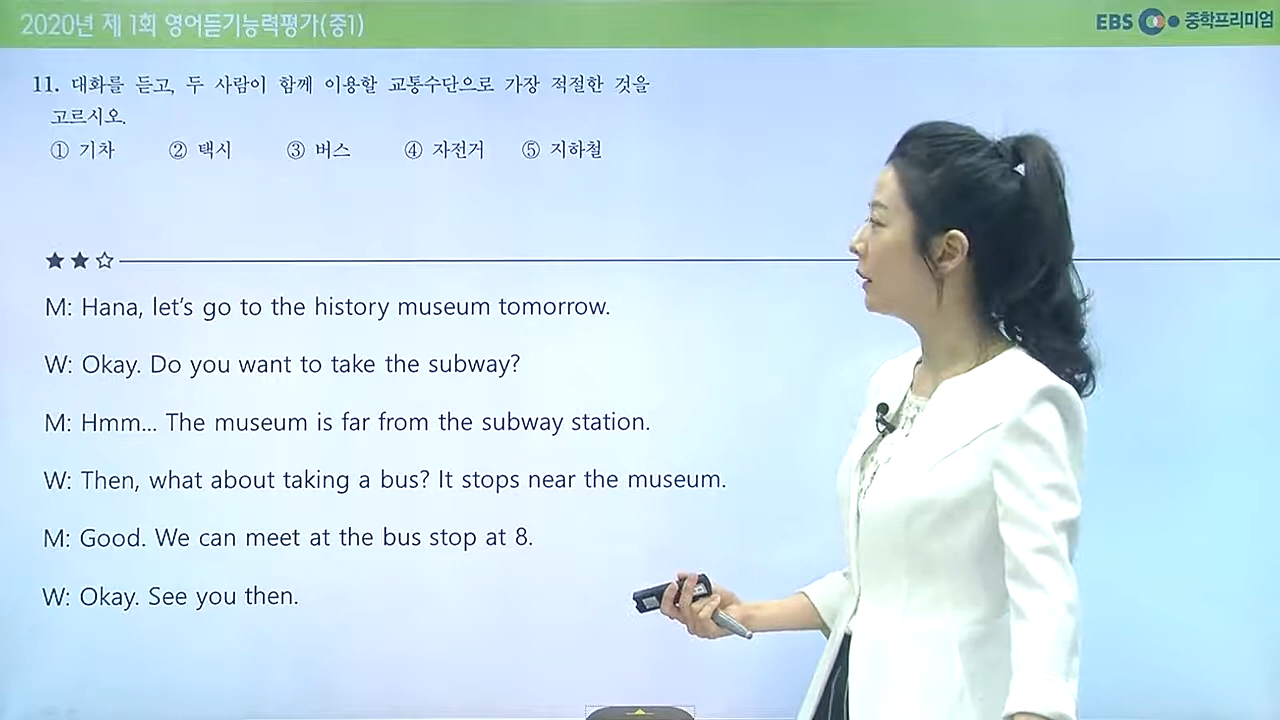 2020년 제 1회 영어듣기능력평가(중1)
EBS 중학프리미엄
11. 대화를 듣고, 두 사람이 함께 이용할 교통수단으로 가장 적절한 것을
고르시오.
① 기차 ② 택시 ③ 버스 ④ 자전거 ⑤ 지하철
M: Hana, let's go to the history museum tomorrow.
W: Okay. Do you want to take the subway?
M: Hmm... The museum is far from the subway station.
W: Then, what about taking a bus? It stops near the museum.
M: Good. We can meet at the bus stop at 8.
W: Okay. See you then.